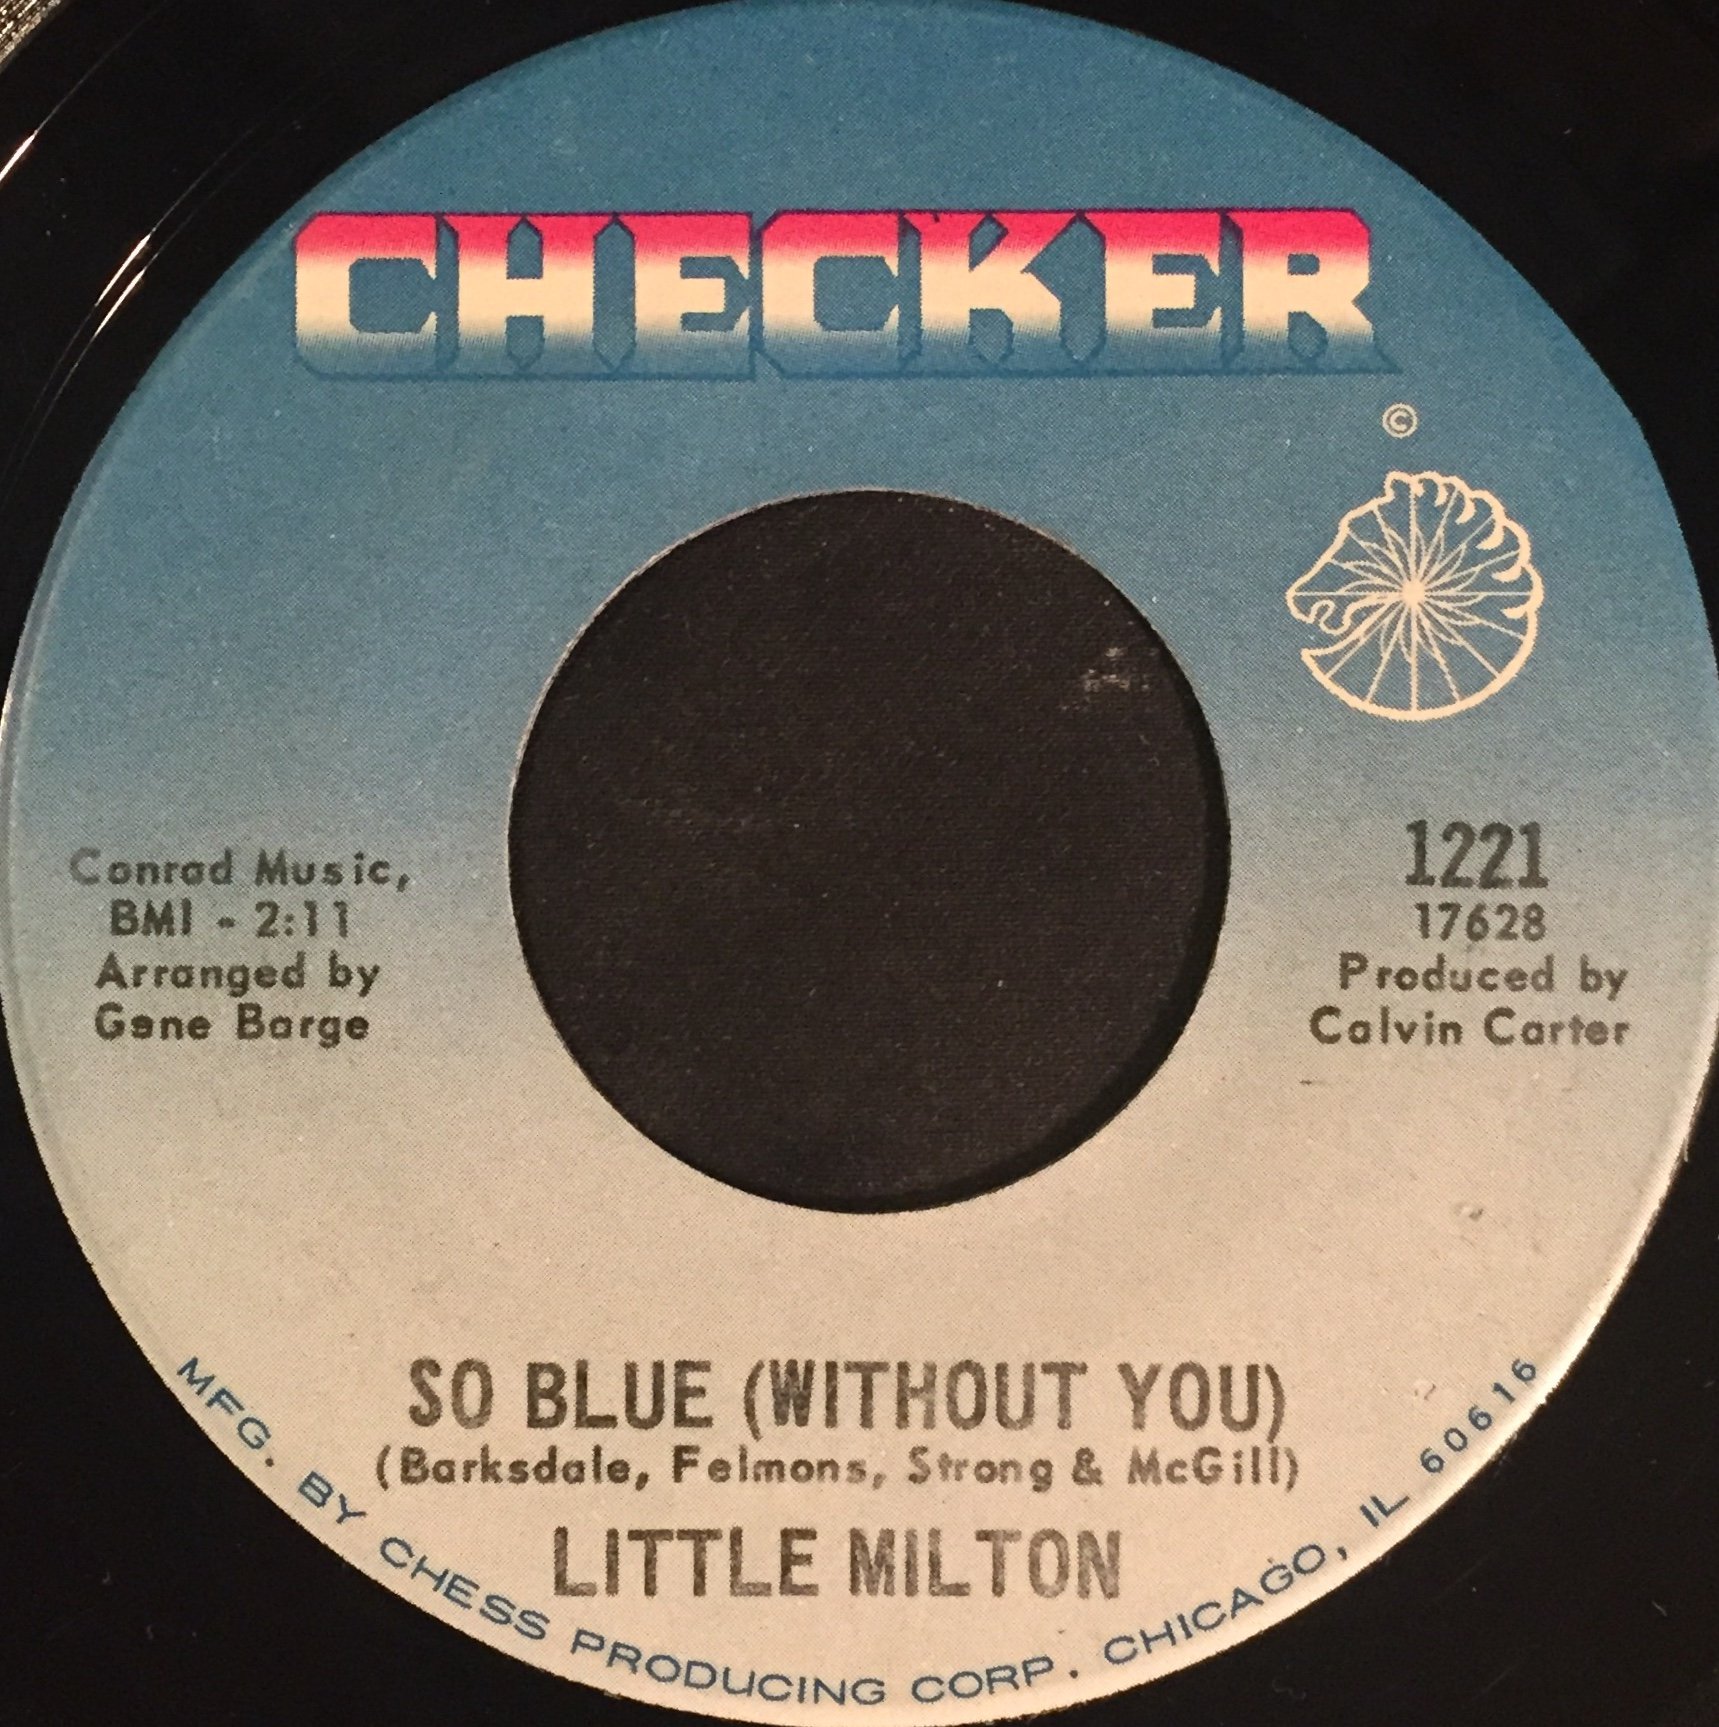 CHECKER
©
Conrad Music,
BMI - 2:11
Arranged by
Gene Barge
1221
17628
Produced by
Calvin Carter
SO BLUE (WITHOUT YOU)
(Barksdale, Felmons, Strong & McGill)
LITTLE MILTON
MFG. BY CHESS PRODUCING CORP. CHICAGO, IL 60616